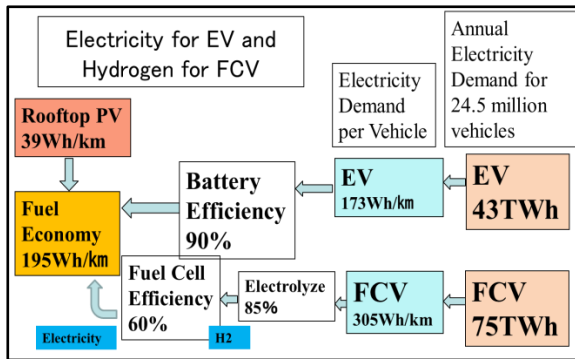 Electricity for EV and
Hydrogen for FCV
Electricity
Demand
per Vehicle
Annual
Electricity
Demand for
24.5 million
vehicles
Rooftop PV
39Wh/km
Fuel
Economy
195Wh/㎞
Battery
Efficiency
90%
EV
173Wh/㎞
EV
43TWh
Fuel Cell
Efficiency
60%
Electricity
H2
Electrolyze
85%
FCV
305Wh/km
FCV
75TWh